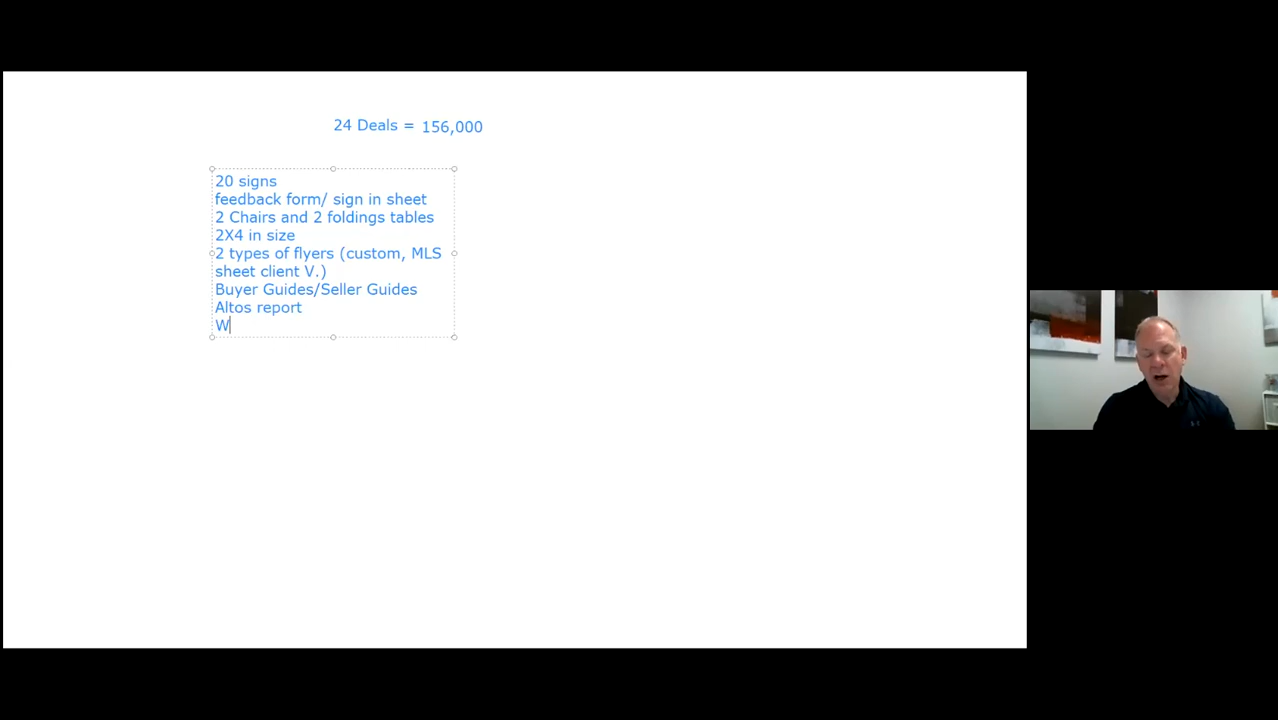 24 Deals = 156,000
20 signs
feedback form/ sign in sheet
2 Chairs and 2 foldings tables
2X4 in size
2 types of flyers (custom, MLS
sheet client V.)
Buyer Guides/Seller Guides
Altos report
W